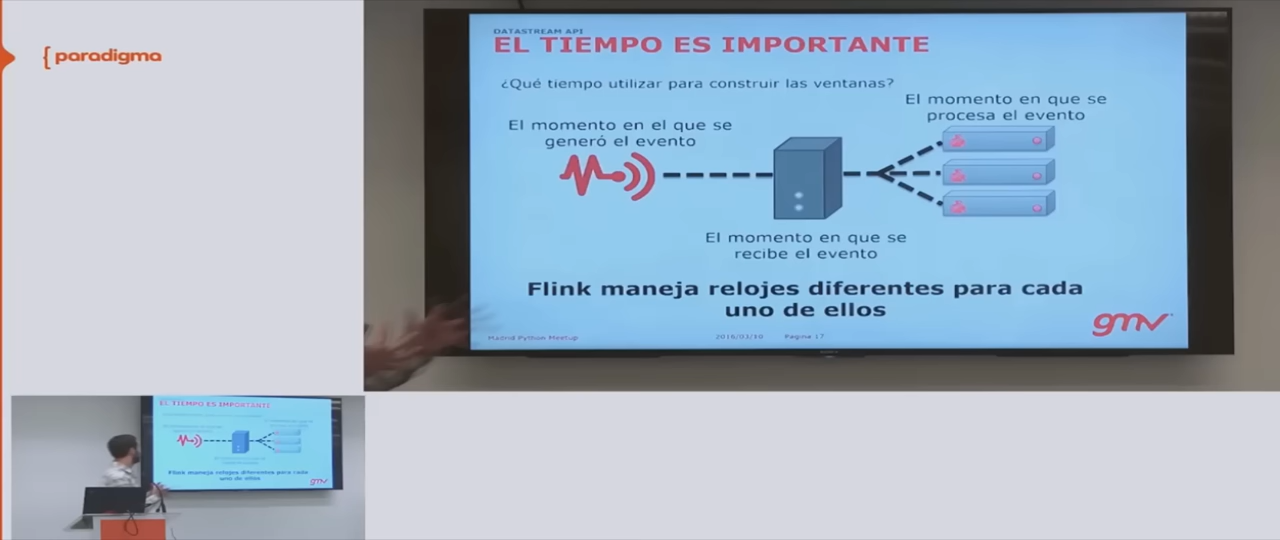 {paradigma
DATASTREAM API
EL TIEMPO ES IMPORTANTE
¿Qué tiempo utilizar para construir las ventanas?
El momento en el que se
generó el evento
El momento en que se
procesa el evento
El momento en que se
recibe el evento
Flink maneja relojes diferentes para cada
uno de ellos
gmv
Madrid Python Meetup
2016/03/10
Página 17
EL TIEMPO ES IMPORTANTE
Flink maneja relojes diferentes para cada
uno de ellos
gmv